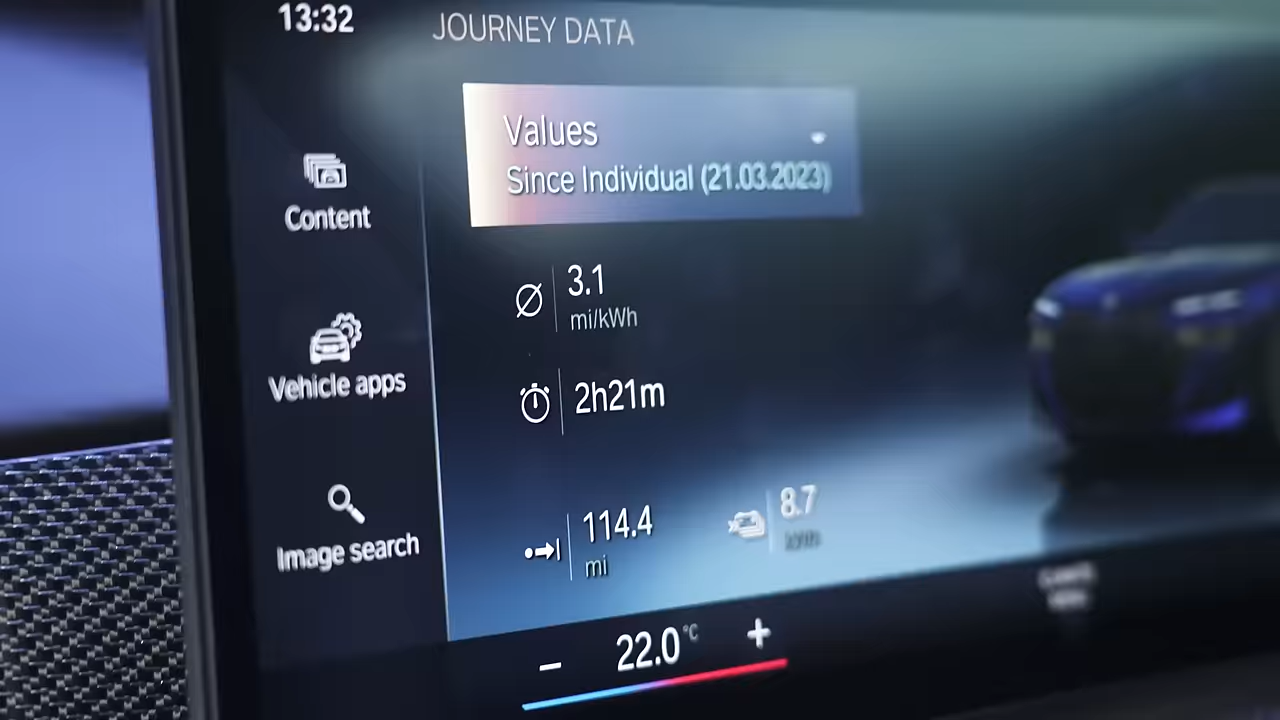 13:32
JOURNEY DATA
Values
Since Individual (21.03.2023)
Content
3.1
mi/kWh
Vehicle apps
2h21m
Image search
114.4
mi
8.7
kWh
22.0 °C